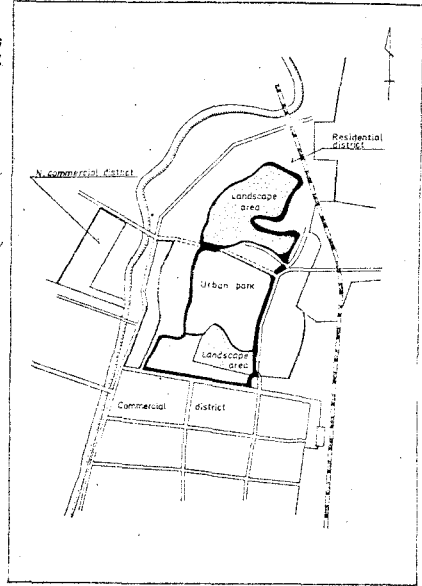 Residential
district
N. commercial district
Landscape
area
Urban park
Landscape
area
Commercial district